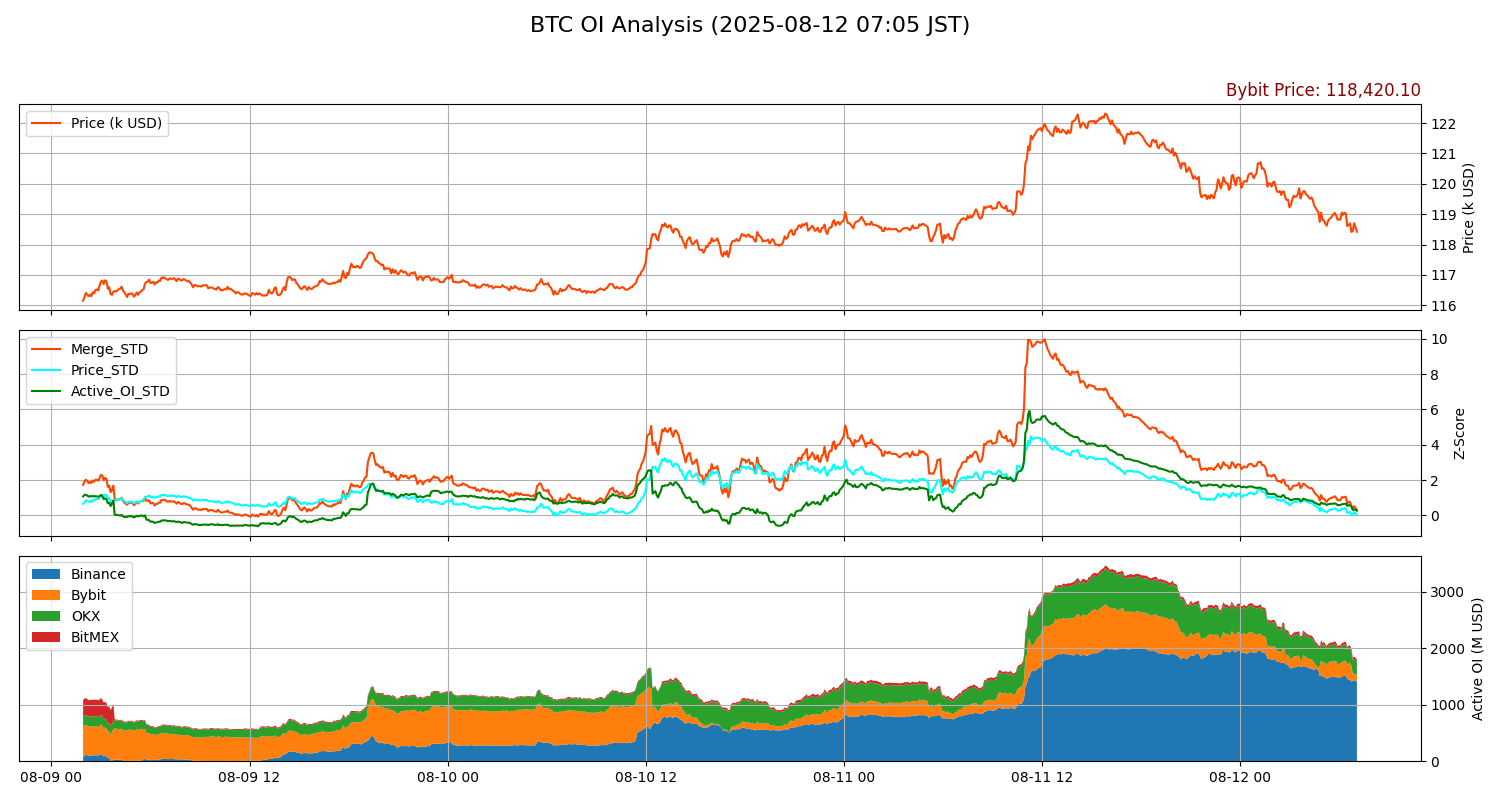 BTC OI Analysis (2025-08-12 07:05 JST)
Bybit Price: 118,420.10
Price (k USD)
122
121
120
119
118
117
116
Price (k USD)
Merge_STD
Price_STD
Active_OI_STD
10
8
6
4
2
0
Z-Score
Binance
Bybit
OKX
BitMEX
3000
2000
1000
0
Active OI (M USD)
08-09 00
08-09 12
08-10 00
08-10 12
08-11 00
08-11 12
08-12 00